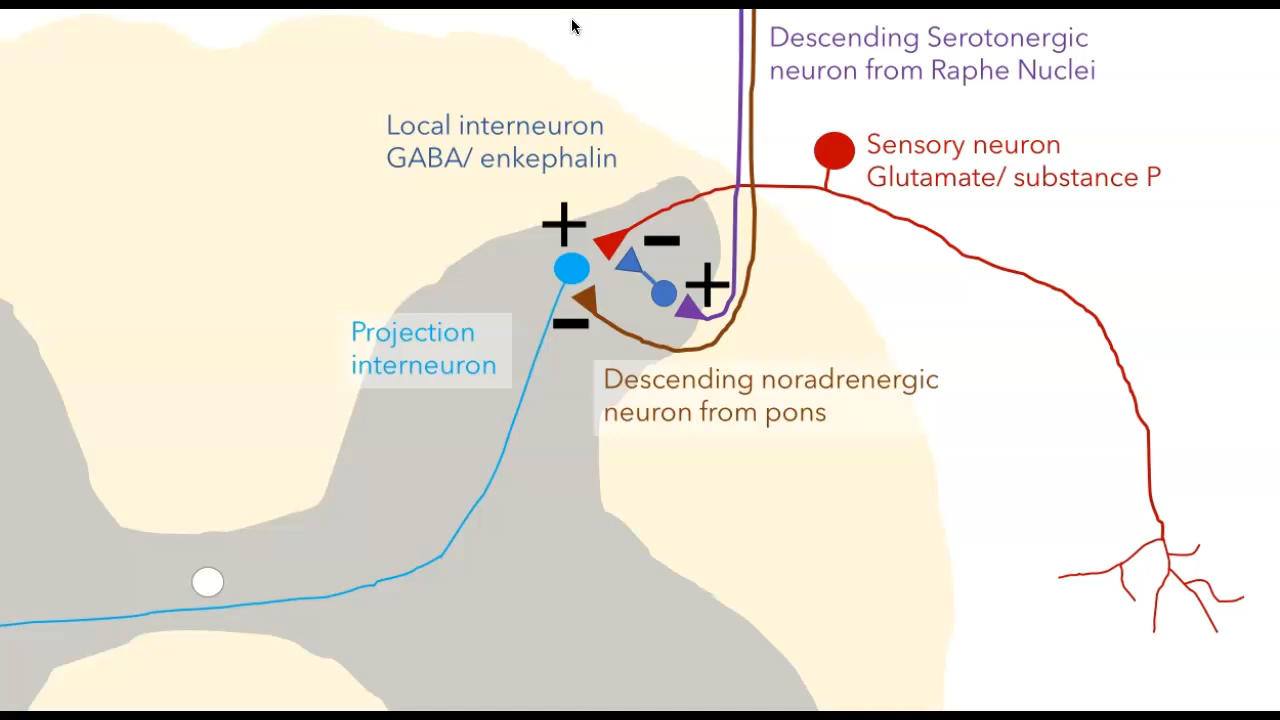 Descending Serotonergic
neuron from Raphe Nuclei
Local interneuron
GABA/ enkephalin
Sensory neuron
Glutamate/ substance P
Projection
interneuron
Descending noradrenergic
neuron from pons